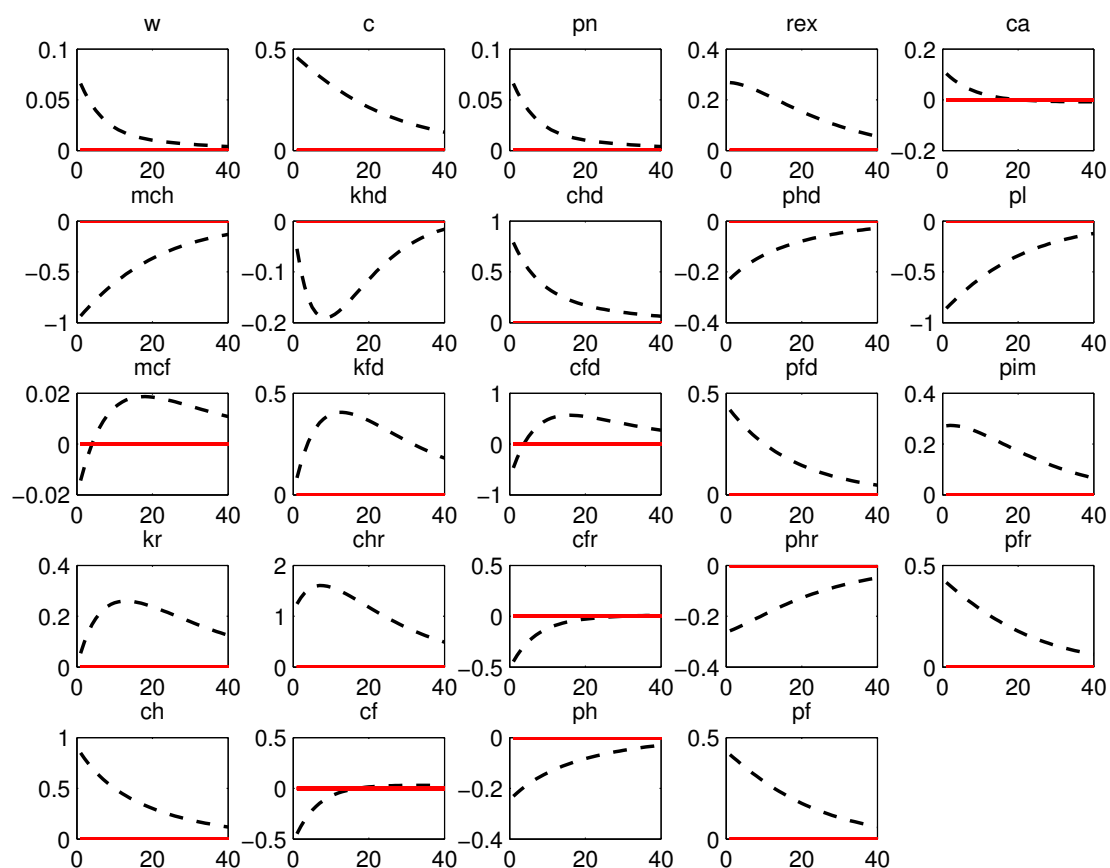 w c pn rex ca
0.1 0.5 0.1 0.4 0.2
0.05 0.05 0.2 0
0 0 0 0 −0.2
0 20 40 0 20 40 0 20 40 0 20 40 0 20 40
mch khd chd phd pl
0 0 1 0 0
−0.5 −0.1 0.5 −0.2 −0.5
−1 −0.2 0 −0.4 −1
0 20 40 0 20 40 0 20 40 0 20 40 0 20 40
mcf kfd cfd pfd pim
0.02 0.5 1 0.5 0.4
0 0 0.2
−0.02 0 −1 0 0
0 20 40 0 20 40 0 20 40 0 20 40 0 20 40
kr chr cfr phr pfr
0.4 2 0.5 0 0.5
0.2 1 0 −0.2
0 0 −0.5 −0.4 0
0 20 40 0 20 40 0 20 40 0 20 40 0 20 40
ch cf ph pf
1 0.5 0 0.5
0.5 0 −0.2
0 −0.5 −0.4 0
0 20 40 0 20 40 0 20 40 0 20 40